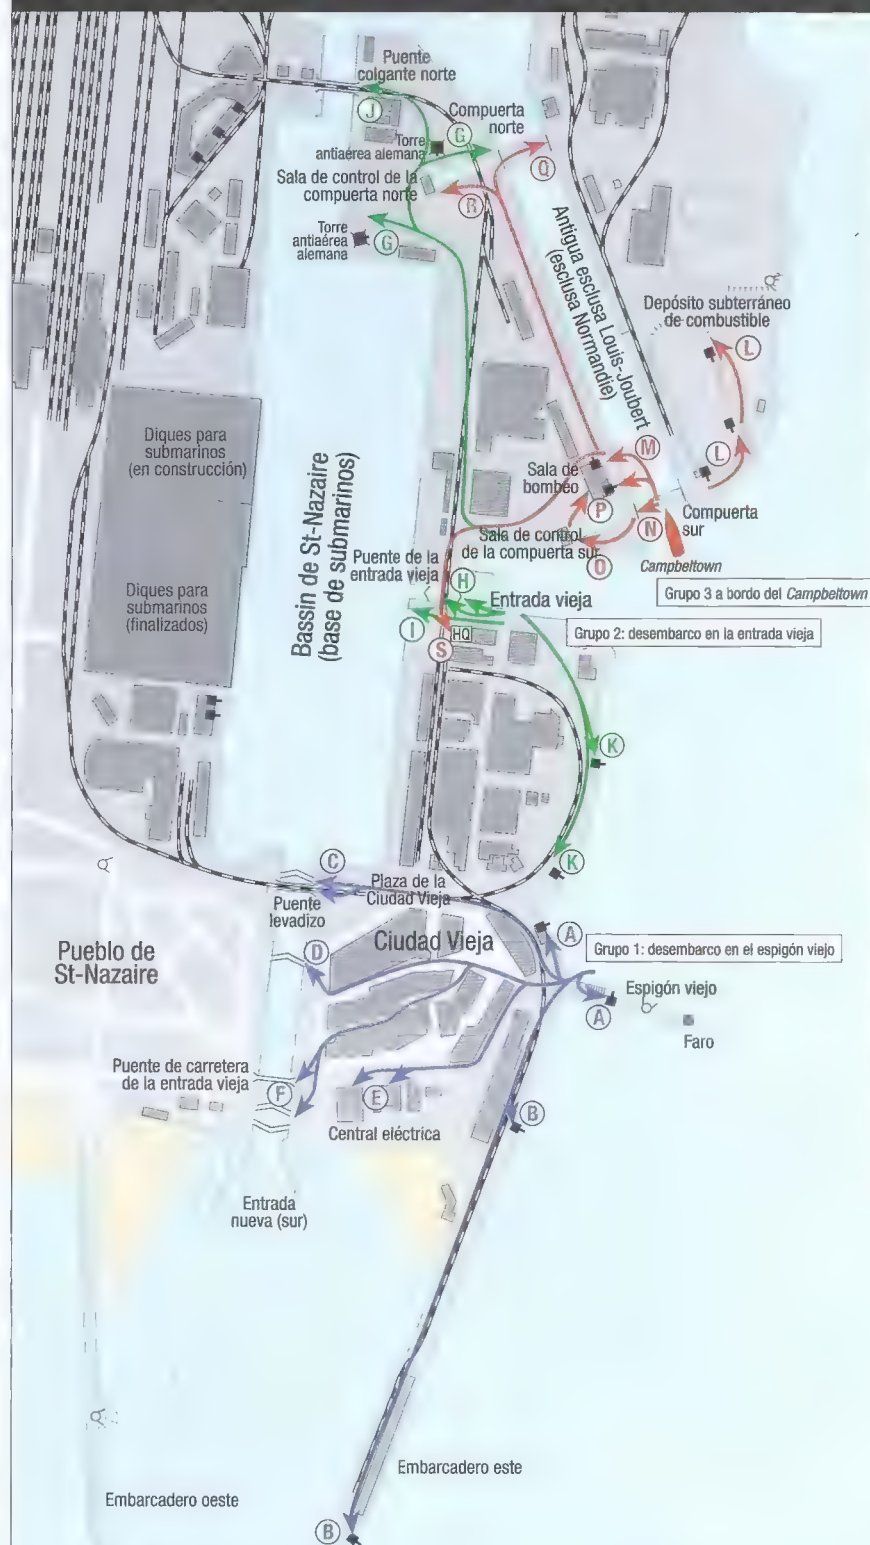 Puente
colgante norte
J
Compuerta
norte
G
Torre
antiaérea alemana
Q
Sala de control de la
compuerta norte
R
Torre
antiaérea
alemana
G
Antigua esclusa Louis-Joubert
(esclusa Normandie)
Depósito subterráneo
de combustible
L
Diques para
submarinos
(en construcción)
Bassin de St-Nazaire
(base de submarinos)
M
L
Sala de
bombeo
P
N
Compuerta
sur
Sala de control
de la compuerta sur
O
Campbeltown
Puente de la
entrada vieja
H
Grupo 3 a bordo del Campbeltown
Diques para
submarinos
(finalizados)
Entrada vieja
I
S
HQ
Grupo 2: desembarco en la entrada vieja
K
K
C
Plaza de la
Ciudad Vieja
Puente
levadizo
A
Pueblo de
St-Nazaire
D
Ciudad Vieja
Grupo 1: desembarco en el espigón viejo
Espigón viejo
A
Faro
Puente de carretera
de la entrada vieja
F
E
B
Central eléctrica
Entrada
nueva (sur)
Embarcadero este
Embarcadero oeste
B